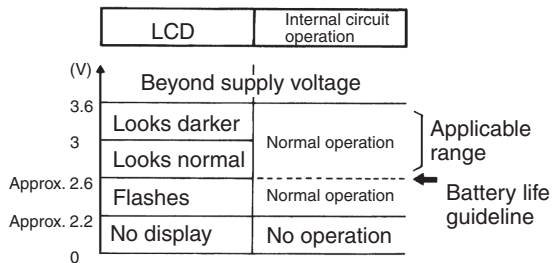 LCD
Internal circuit
operation
(V)
Beyond supply voltage
3.6
Looks darker
Normal operation
Applicable
range
3
Looks normal
Approx. 2.6
Battery life
guideline
Flashes
Normal operation
Approx. 2.2
No display
No operation
0